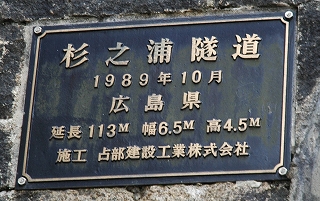 杉之浦隧道
1989年10月
広島県
延長113M 幅6.5M 高4.5M
施工 占部建設工業株式会社